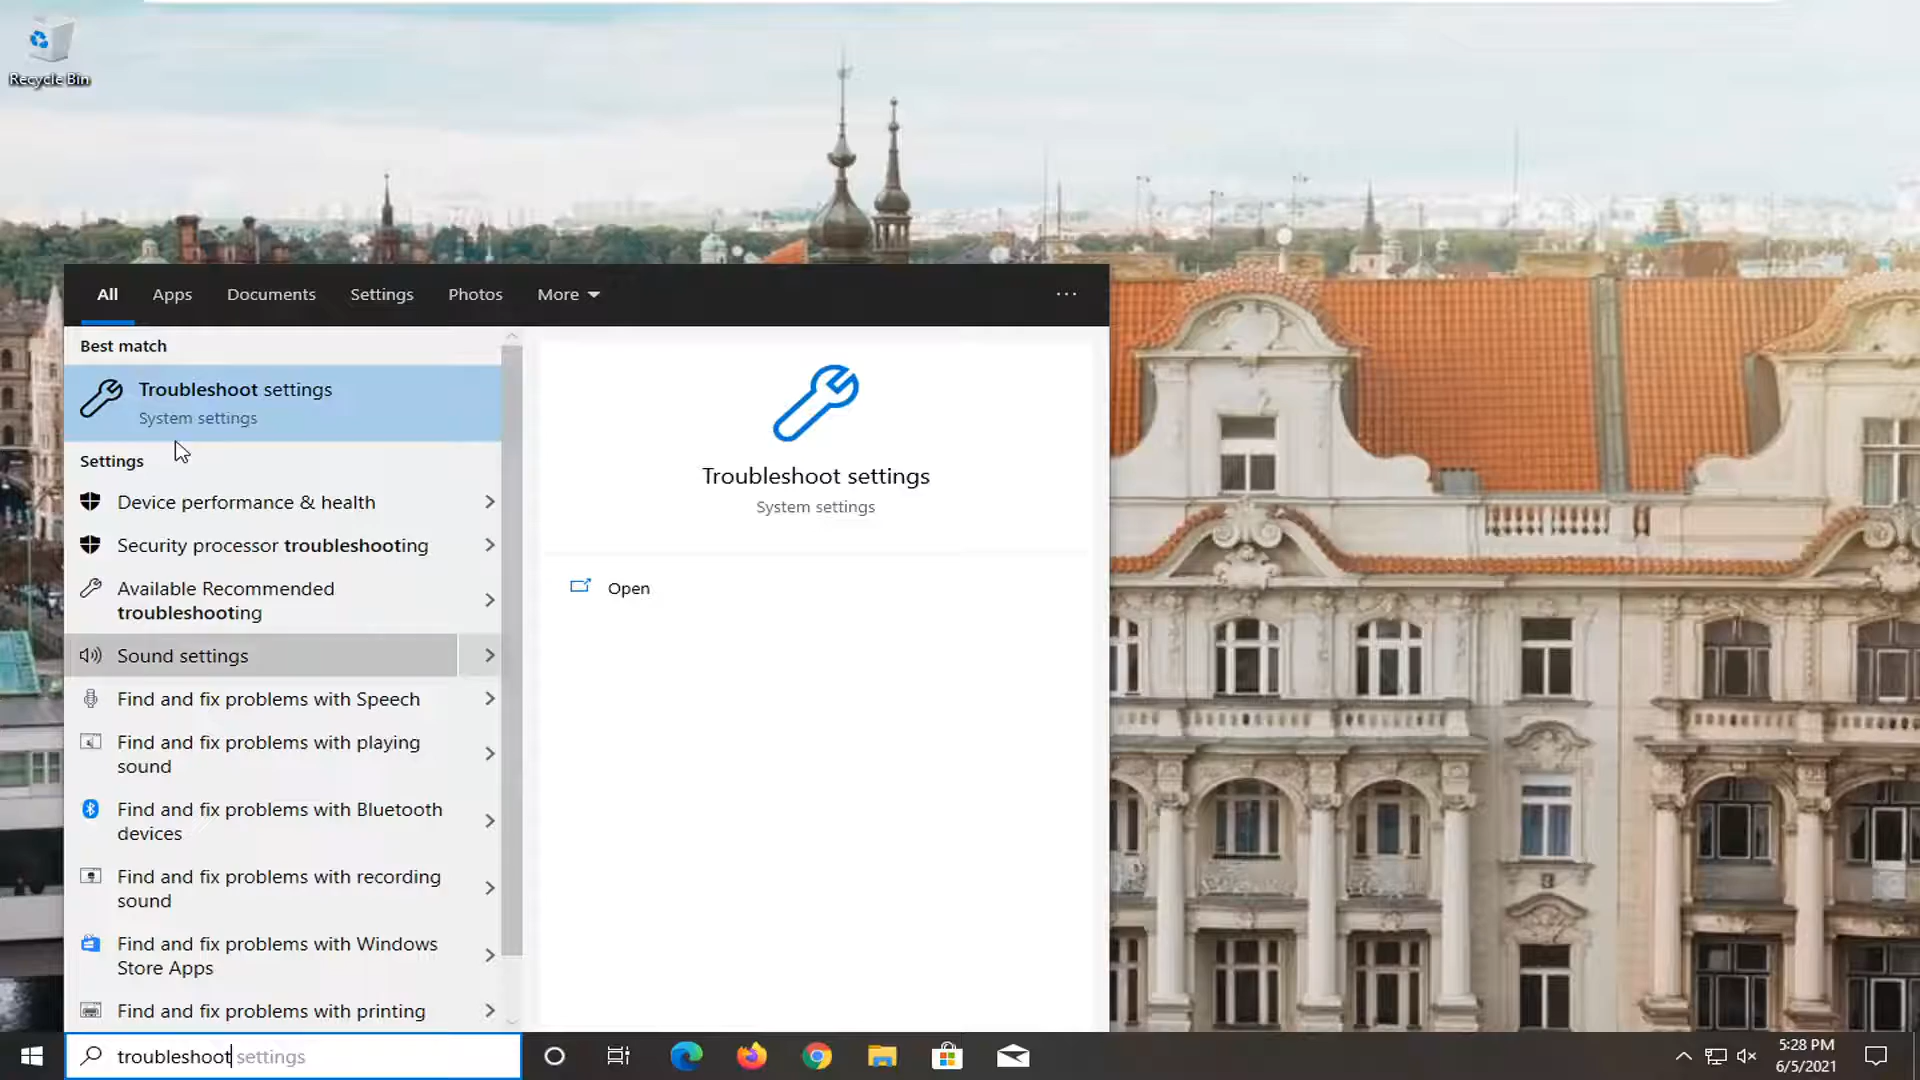 Recycle Bin
All Apps Documents Settings Photos More ...
Best match
Troubleshoot settings
System settings
Settings
Device performance & health
Security processor troubleshooting
Available Recommended
troubleshooting
Sound settings
Find and fix problems with Speech
Find and fix problems with playing
sound
Find and fix problems with Bluetooth
devices
Find and fix problems with recording
sound
Find and fix problems with Windows
Store Apps
Find and fix problems with printing
Troubleshoot settings
System settings
Open
troubleshoot settings
5:28 PM
6/5/2021